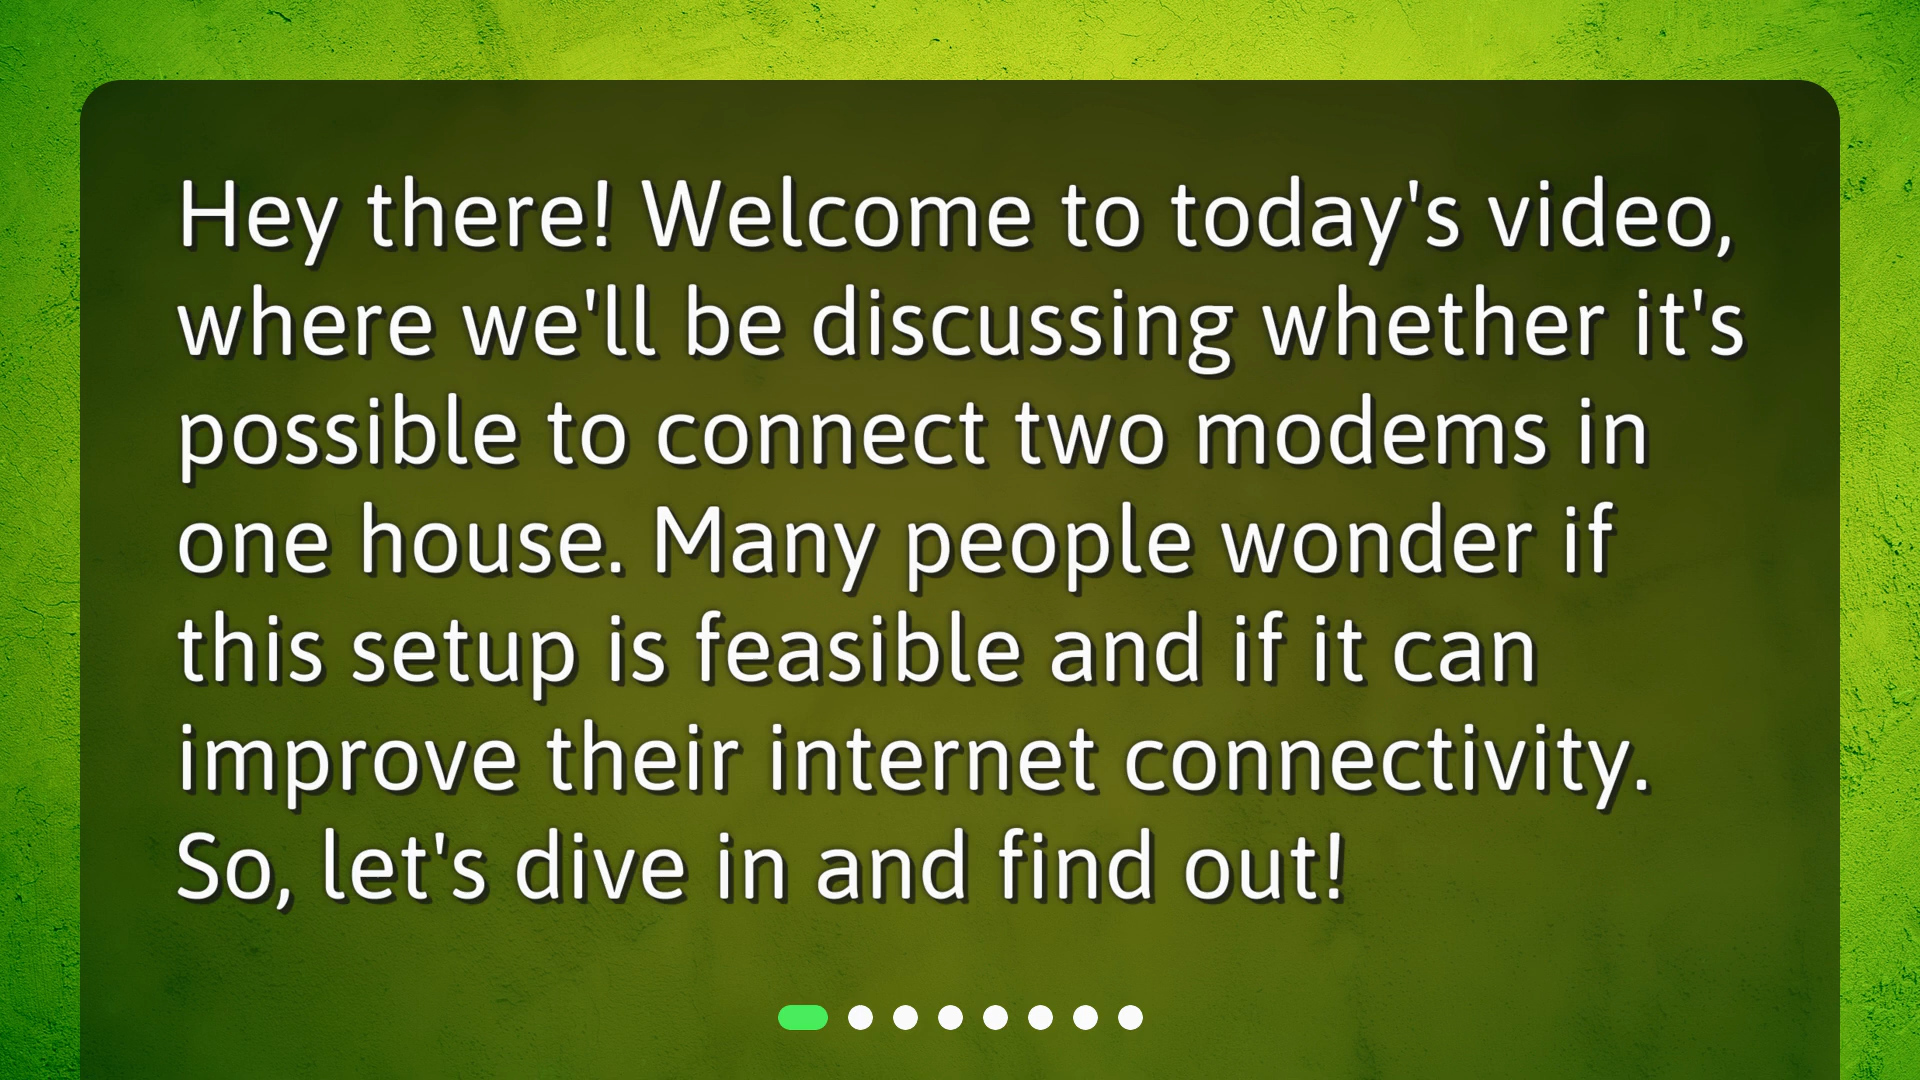 Hey there! Welcome to today's video,
where we'll be discussing whether it's
possible to connect two modems in
one house. Many people wonder if
this setup is feasible and if it can
improve their internet connectivity.
So, let's dive in and find out!